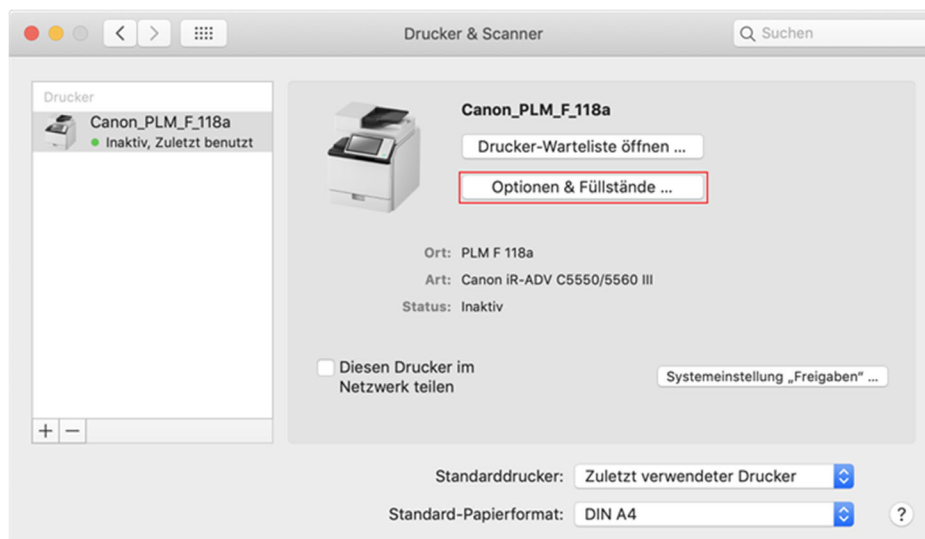 Drucker & Scanner
Suchen
Drucker
Canon_PLM_F_118a
Inaktiv, Zuletzt benutzt
Canon_PLM_F_118a
Drucker-Warteliste öffnen ...
Optionen & Füllstände ...
Ort: PLM F 118a
Art: Canon iR-ADV C5550/5560 III
Status: Inaktiv
Diesen Drucker im
Netzwerk teilen
Systemeinstellung „Freigaben“ ...
+ −
Standarddrucker: Zuletzt verwendeter Drucker
Standard-Papierformat: DIN A4
?